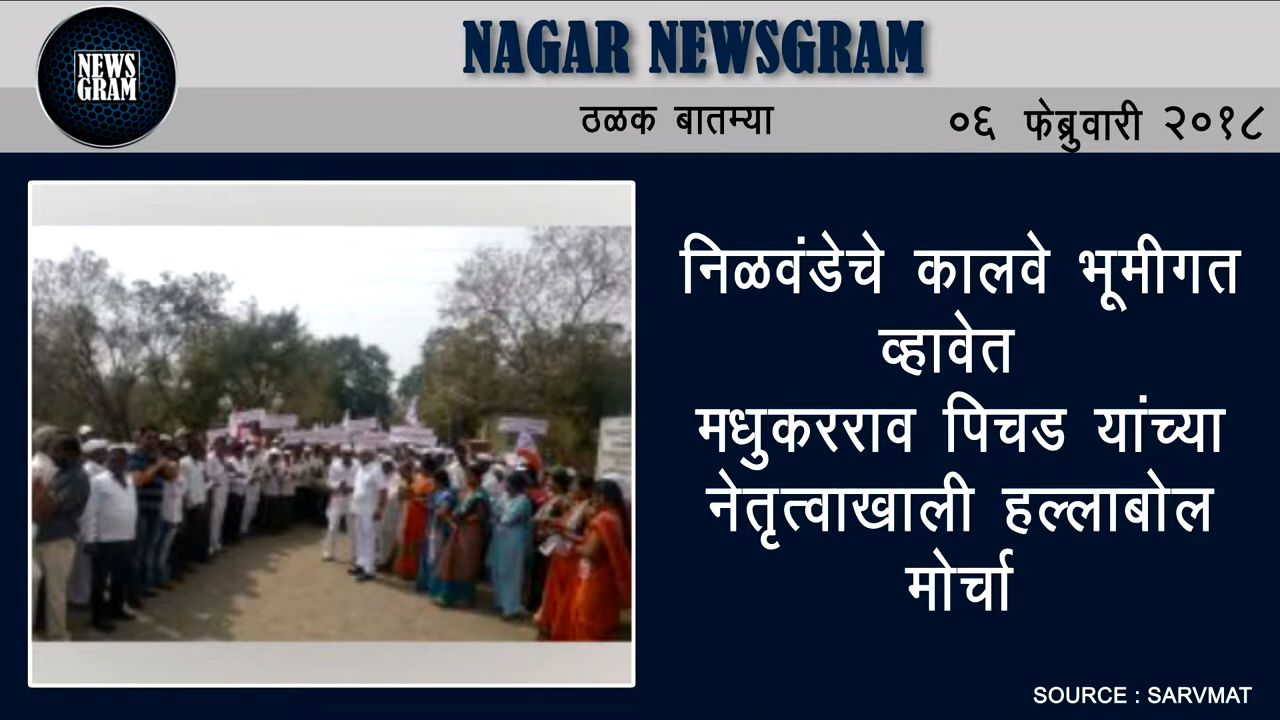 NEWS
GRAM
NAGAR NEWSGRAM
ठळक बातम्या
०६ फेब्रुवारी २०१८
निळवंडेचे कालवे भूमीगत
व्हावेत
मधुकरराव पिचड यांच्या
नेतृत्वाखाली हल्लाबोल
मोर्चा
SOURCE : SARVMAT